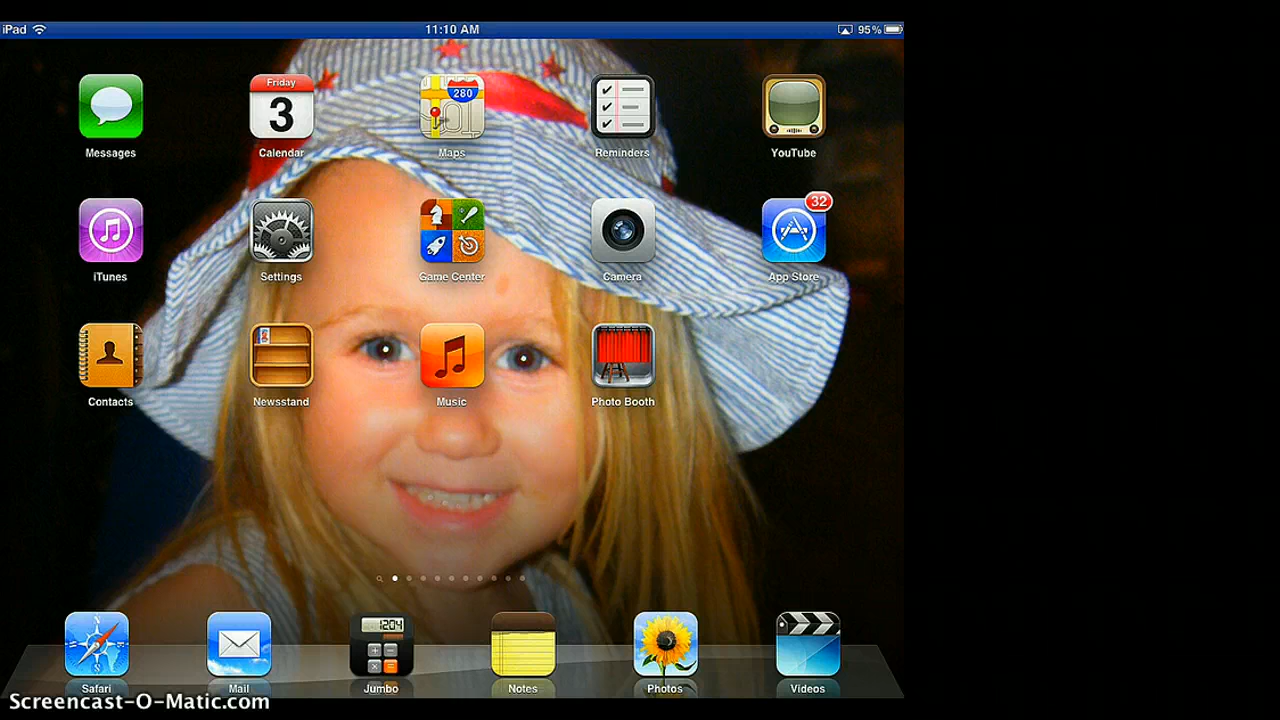 iPad 11:10 AM 95%
Friday 280
3
Messages Calendar Maps Reminders YouTube
32
iTunes Settings Game Center Camera App Store
Contacts Newsstand Music Photo Booth
1204
+ −
× =
Safari Mail Jumbo Notes Photos Videos
Screencast-O-Matic.com